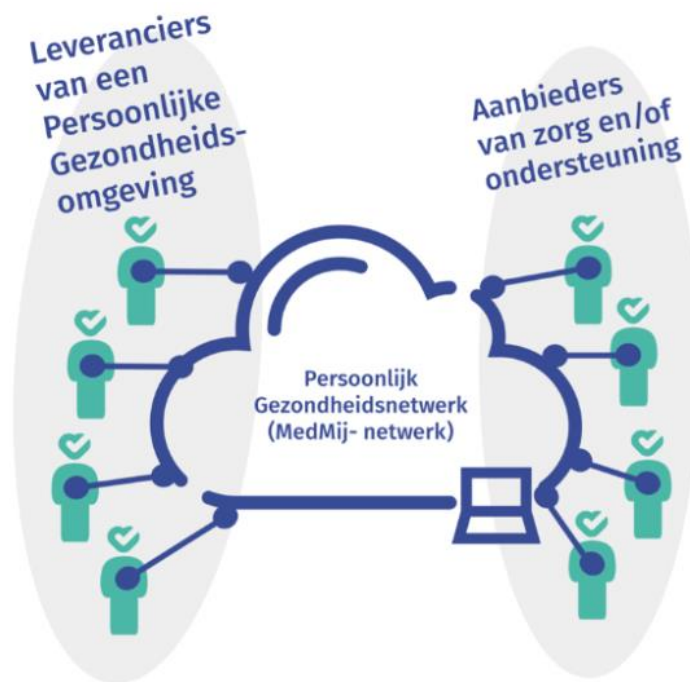 Leveranciers
van een
Persoonlijke
Gezondheids-
omgeving
Aanbieders
van zorg en/of
ondersteuning
Persoonlijk
Gezondheidsnetwerk
(MedMij- netwerk)